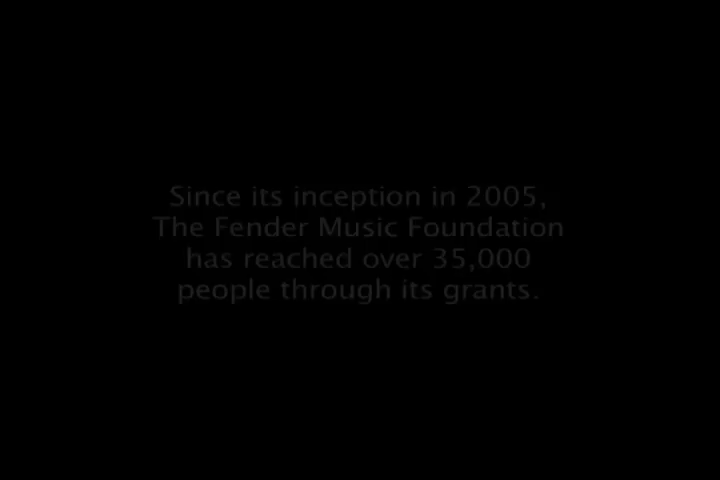 Since its inception in 2005,
The Fender Music Foundation
has reached over 35,000
people through its grants.